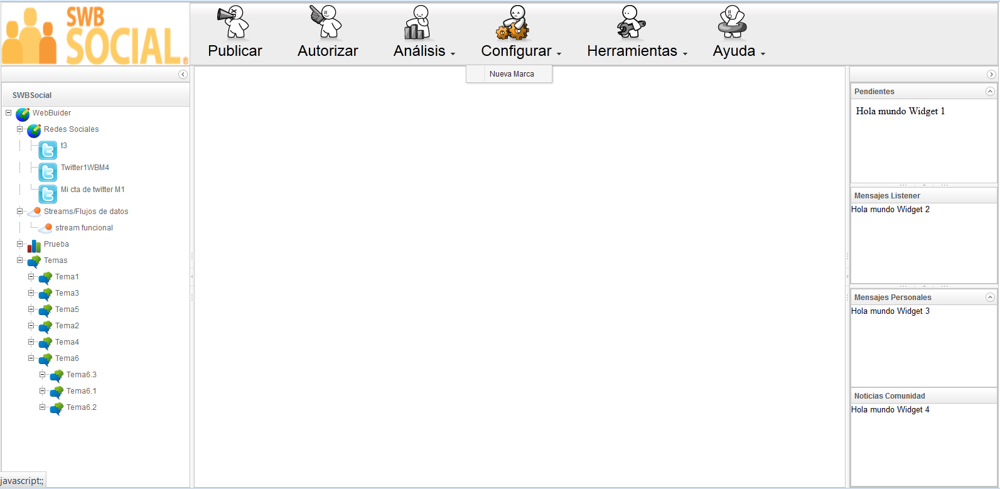 SWB
SOCIAL®
Publicar
Autorizar
Análisis
Configurar
Herramientas
Ayuda
Nueva Marca
SWBSocial
WebBuider
Redes Sociales
t3
Twitter1WBM4
Mi cta de twitter M1
Streams/Flujos de datos
stream funcional
Prueba
Temas
Tema1
Tema3
Tema5
Tema2
Tema4
Tema6
Tema6.3
Tema6.1
Tema6.2
javascript:;
Pendientes
Hola mundo Widget 1
Mensajes Listener
Hola mundo Widget 2
Mensajes Personales
Hola mundo Widget 3
Noticias Comunidad
Hola mundo Widget 4